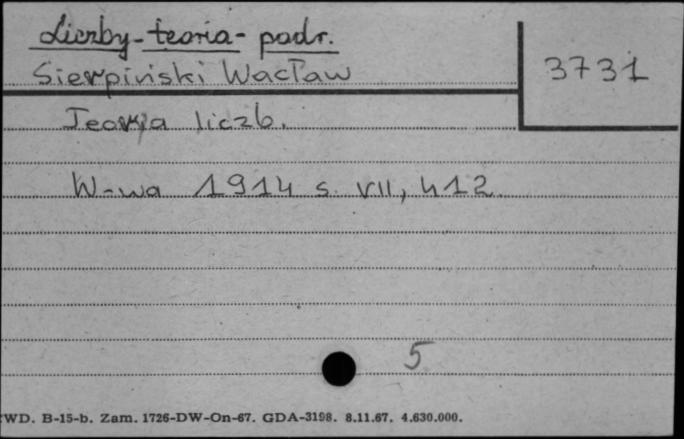 Liczby - teoria - podr.
Sierpiński Wacław
3731
Teoria liczb.
W-wa 1914 s. VII, 412
5
WD. B-15-b. Zam. 1726-DW-On-67. GDA-3198. 8.11.67. 4.630.000.